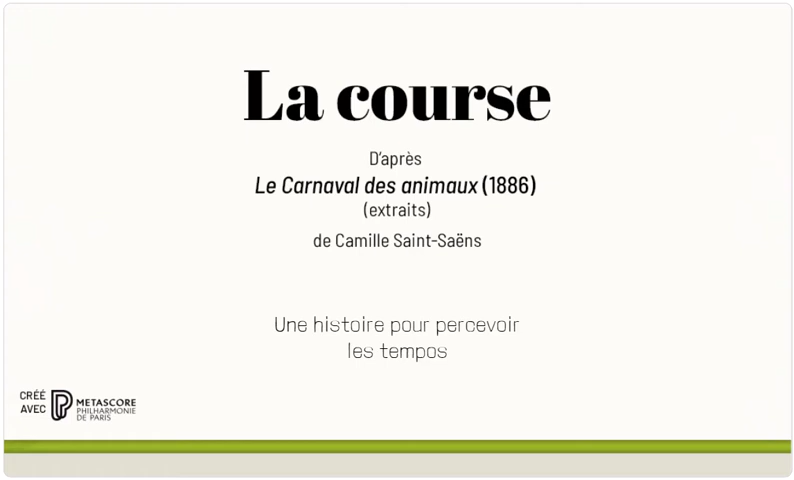 La course
D'après
Le Carnaval des animaux (1886)
(extraits)
de Camille Saint-Saëns
Une histoire pour percevoir
les tempos
CRÉÉ
AVEC
METASCORE
PHILHARMONIE
DE PARIS